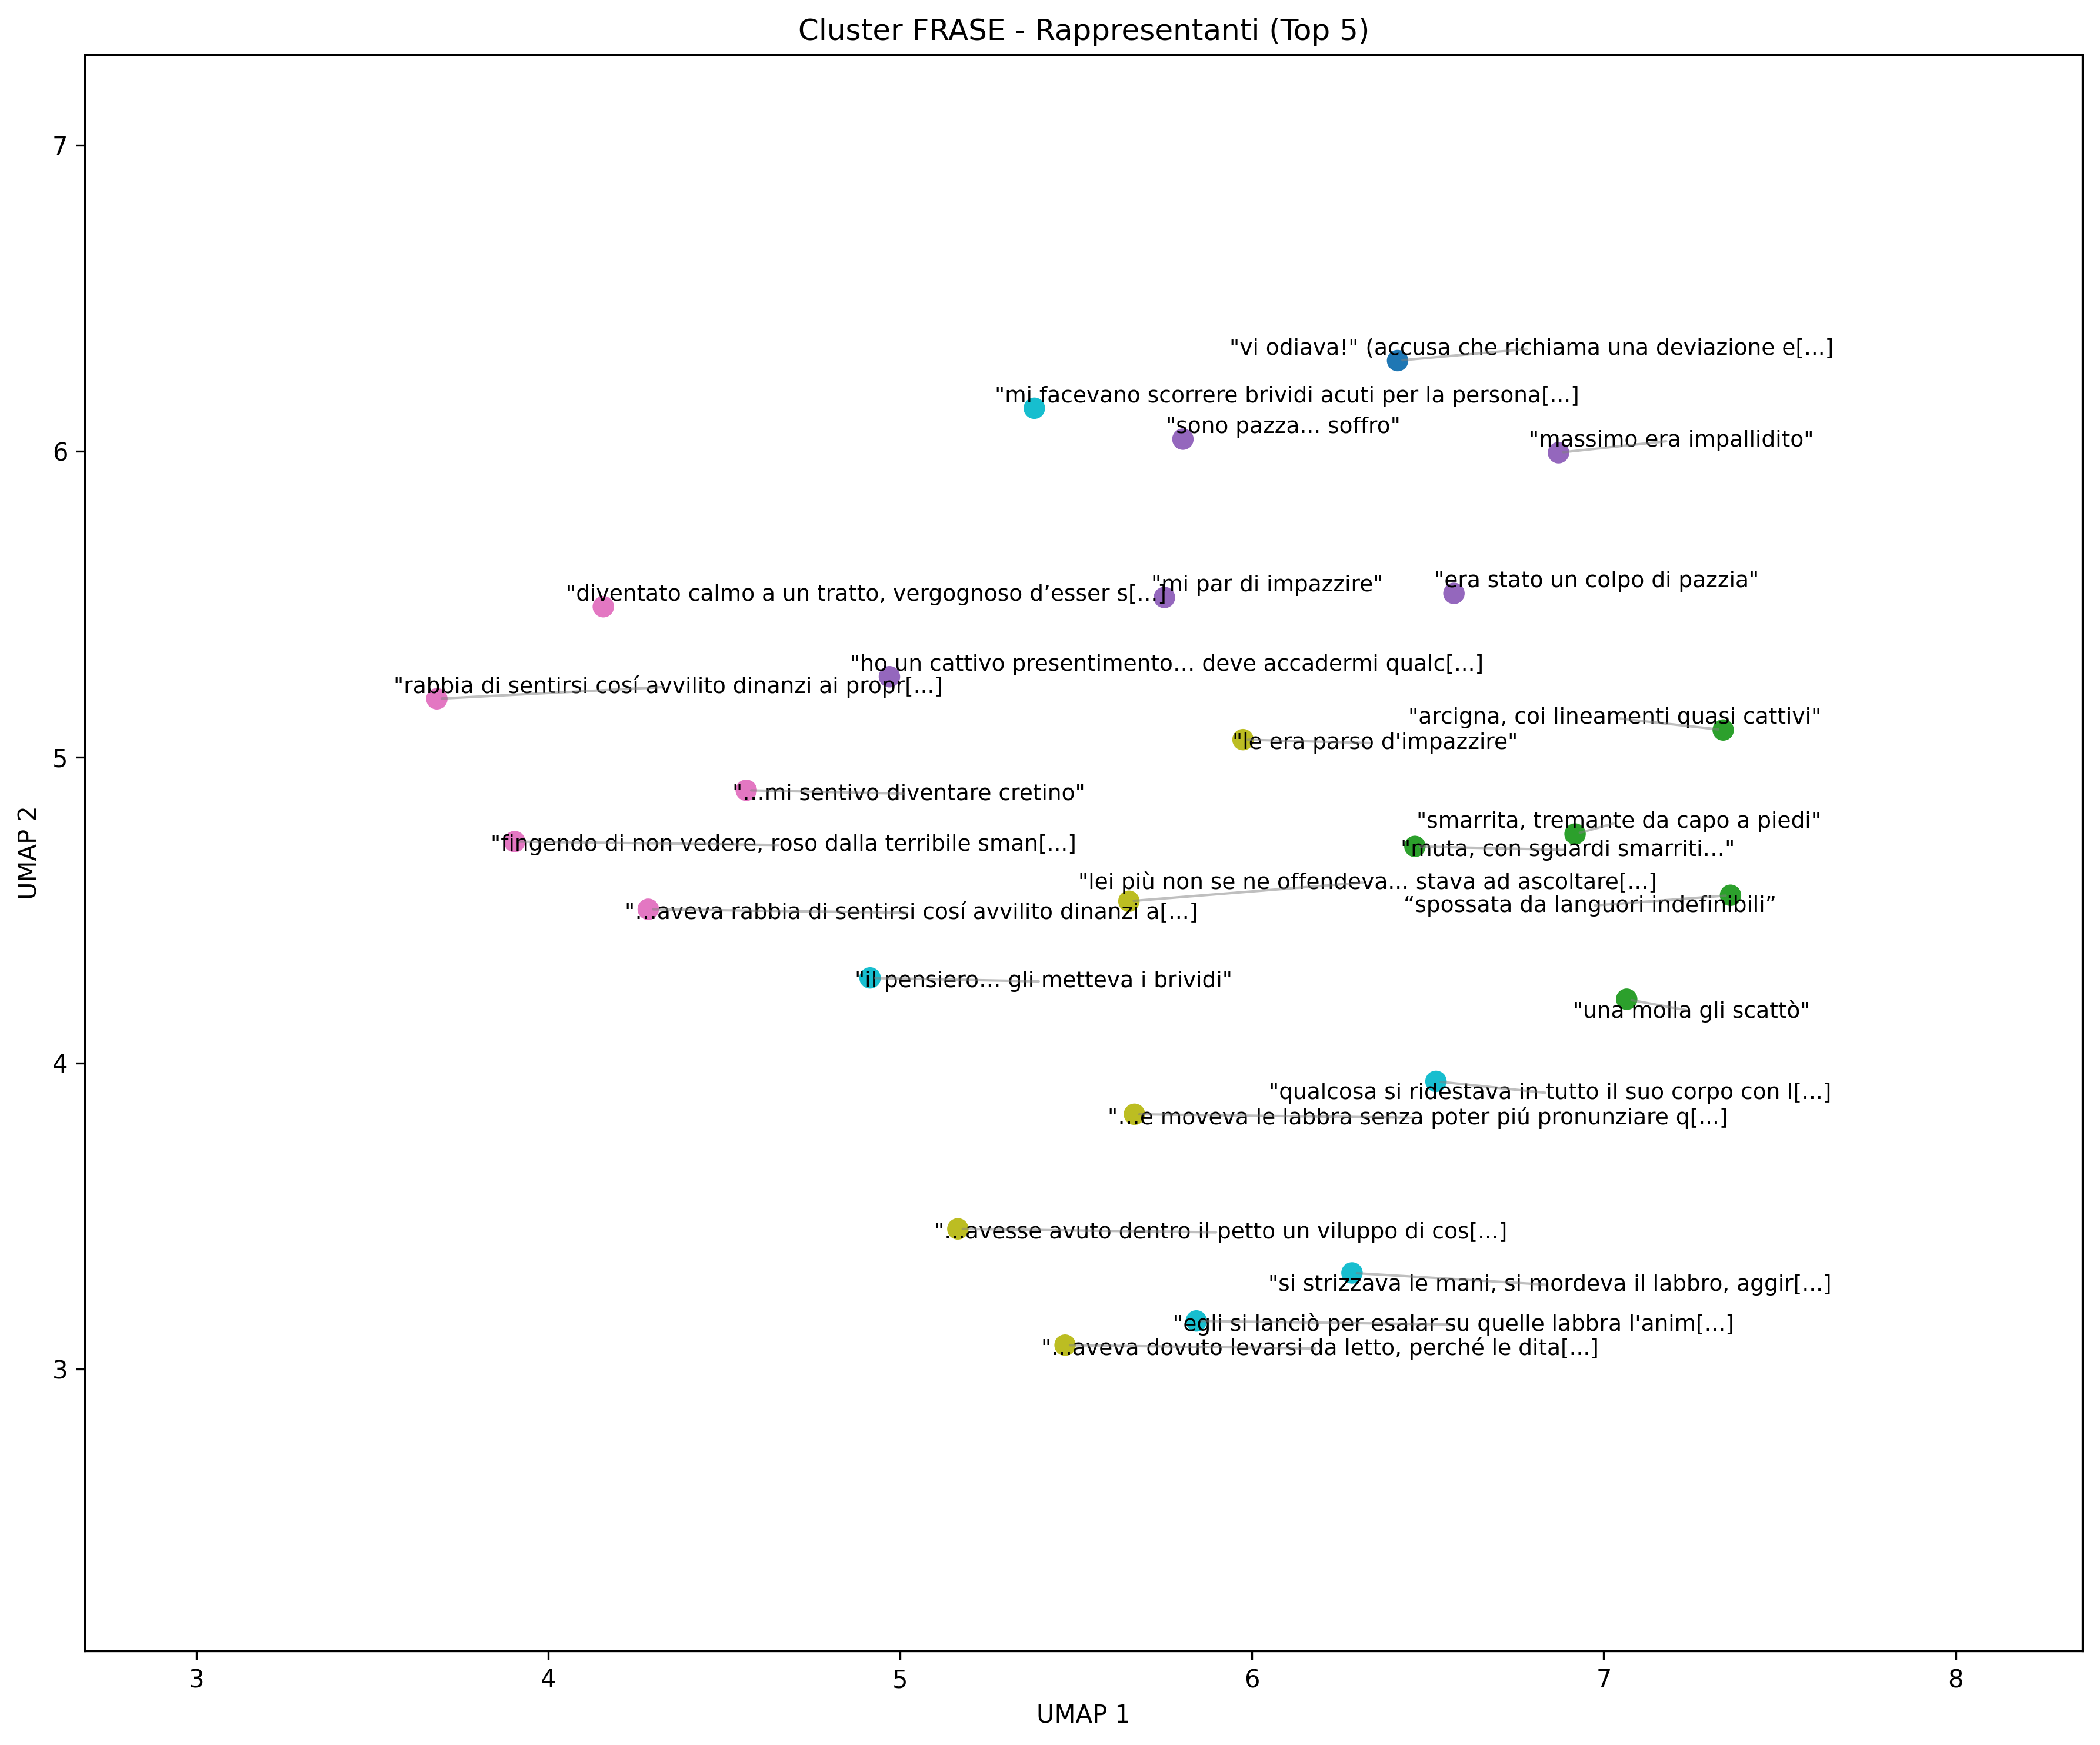 Cluster FRASE - Rappresentanti (Top 5)
7
6
5
4
3
UMAP 2
"vi odiava!" (accusa che richiama una deviazione e[...]
"mi facevano scorrere brividi acuti per la persona[...]
"sono pazza... soffro"
"massimo era impallidito"
"era stato un colpo di pazzia"
"mi par di impazzire"
"diventato calmo a un tratto, vergognoso d’esser s[...]
"ho un cattivo presentimento… deve accadermi qualc[...]
"rabbia di sentirsi cosí avvilito dinanzi ai propr[...]
"arcigna, coi lineamenti quasi cattivi"
"le era parso d'impazzire"
"...mi sentivo diventare cretino"
"smarrita, tremante da capo a piedi"
"fingendo di non vedere, roso dalla terribile sman[...]
"muta, con sguardi smarriti…"
"lei più non se ne offendeva... stava ad ascoltare[...]
“spossata da languori indefinibili”
"...aveva rabbia di sentirsi cosí avvilito dinanzi a[...]
"il pensiero… gli metteva i brividi"
"una molla gli scattò"
"qualcosa si ridestava in tutto il suo corpo con l[...]
"...e moveva le labbra senza poter piú pronunziare q[...]
"...avesse avuto dentro il petto un viluppo di cos[...]
"si strizzava le mani, si mordeva il labbro, aggir[...]
"egli si lanciò per esalar su quelle labbra l'anim[...]
"...aveva dovuto levarsi da letto, perché le dita[...]
3 4 5 6 7 8
UMAP 1